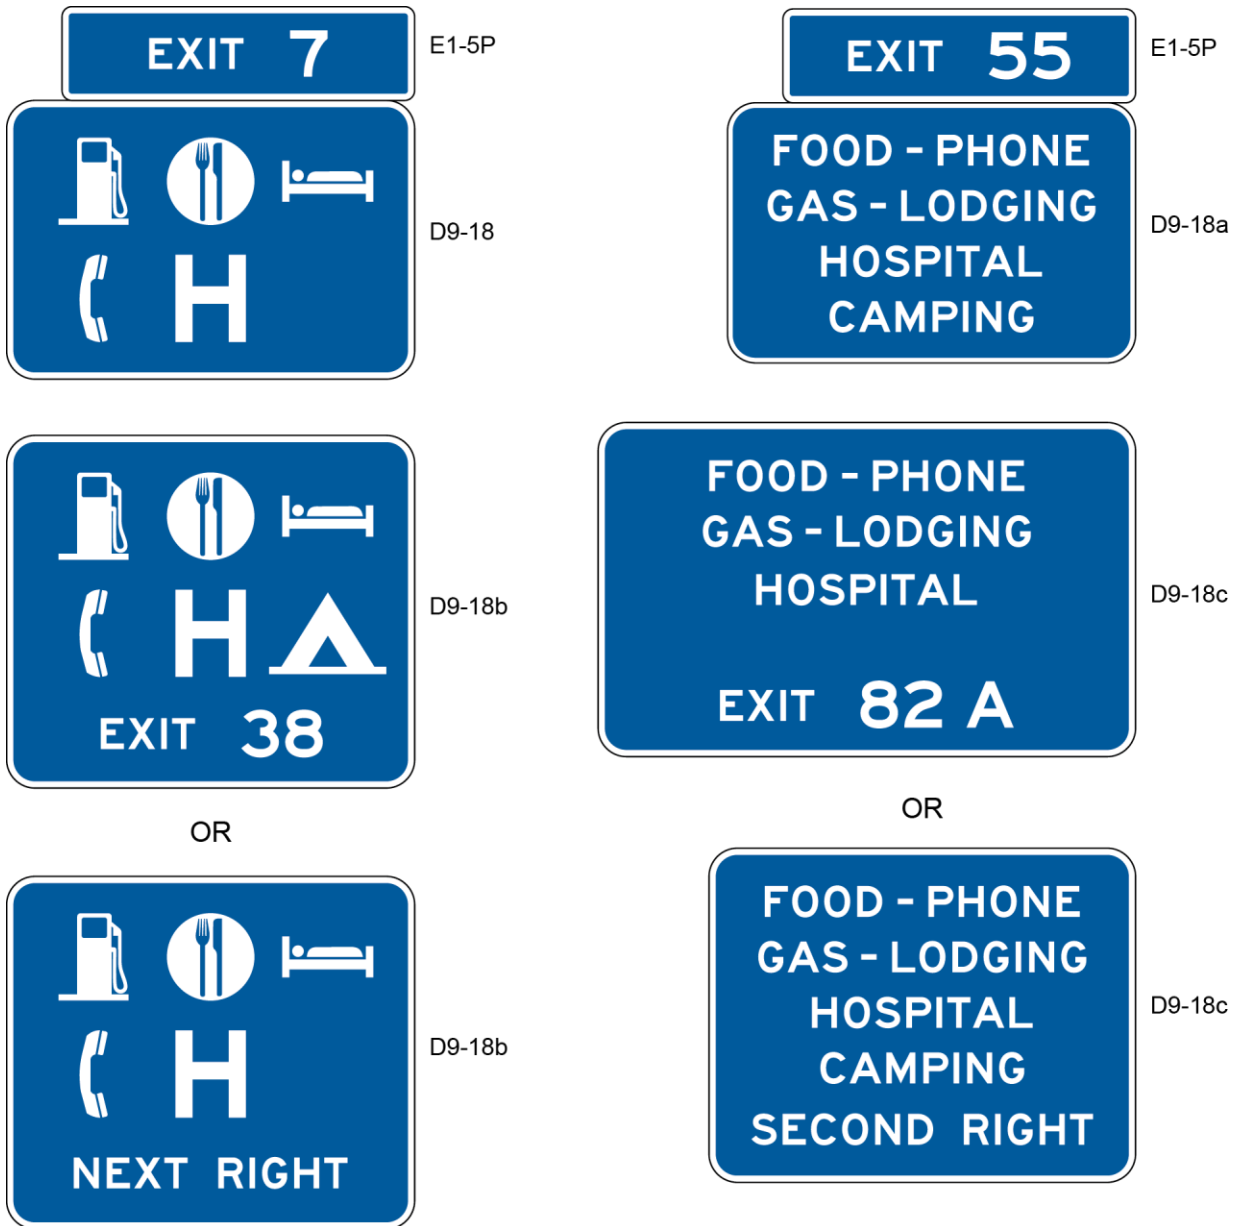 EXIT 7
E1-5P
H
D9-18
EXIT 55
E1-5P
FOOD - PHONE
GAS - LODGING
HOSPITAL
CAMPING
D9-18a
H
EXIT 38
D9-18b
OR
H
NEXT RIGHT
D9-18b
FOOD - PHONE
GAS - LODGING
HOSPITAL
EXIT 82 A
D9-18c
OR
FOOD - PHONE
GAS - LODGING
HOSPITAL
CAMPING
SECOND RIGHT
D9-18c